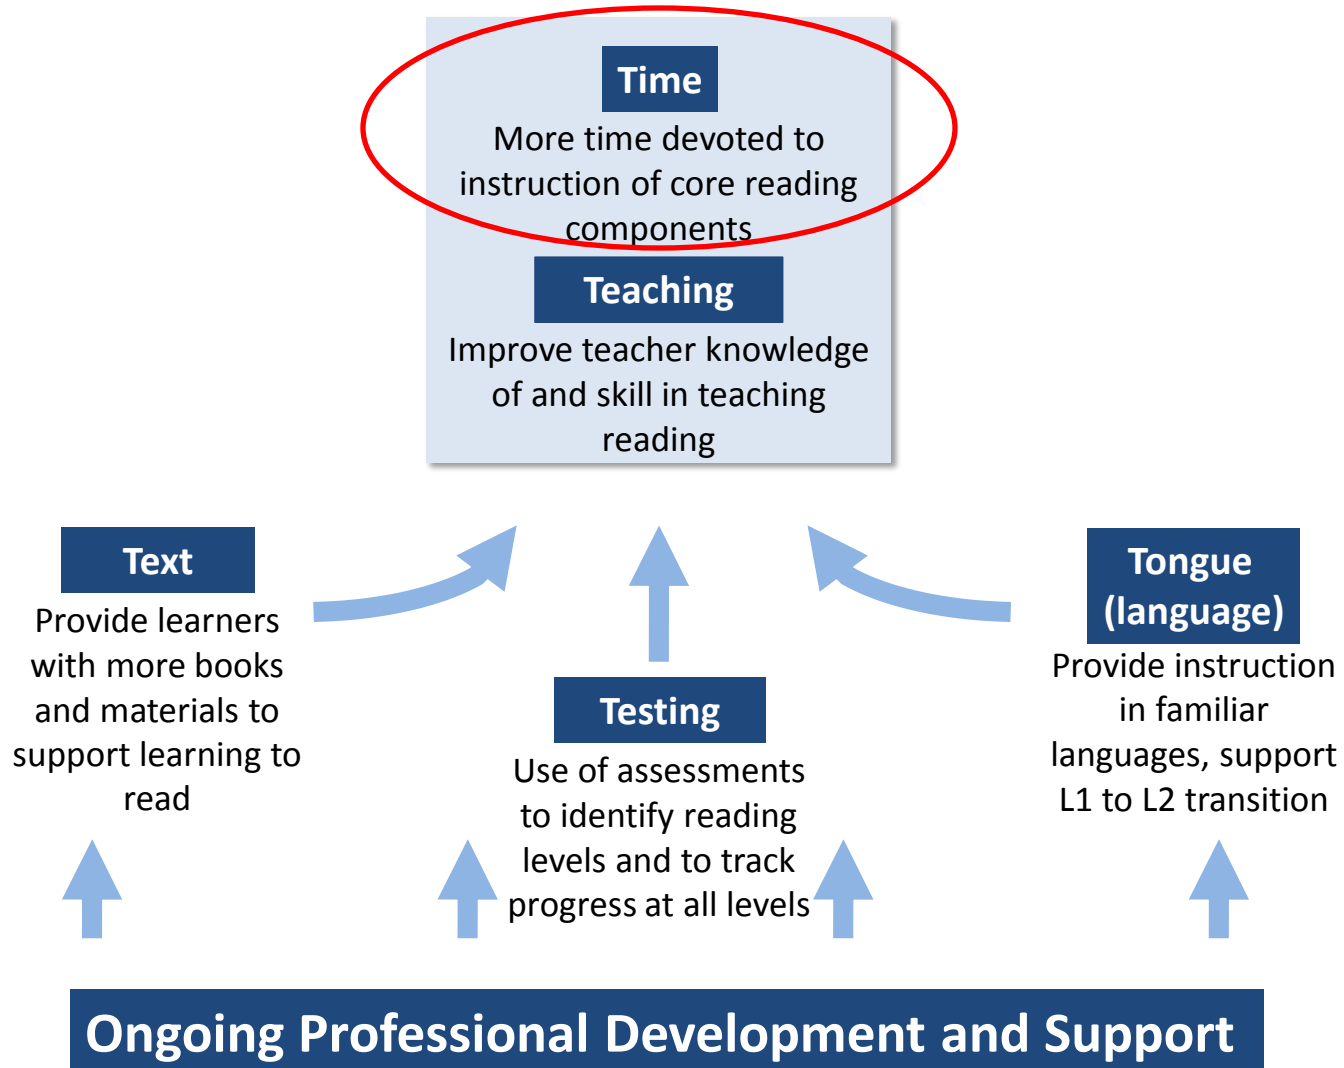 Time
More time devoted to
instruction of core reading
components
Teaching
Improve teacher knowledge
of and skill in teaching
reading
Text
Provide learners
with more books
and materials to
support learning to
read
Testing
Use of assessments
to identify reading
levels and to track
progress at all levels
Tongue
(language)
Provide instruction
in familiar
languages, support
L1 to L2 transition
Ongoing Professional Development and Support